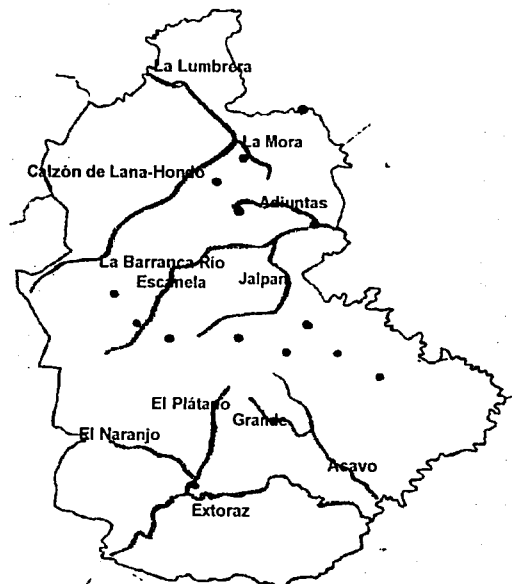 La Lumbrera
La Mora
Calzón de Lana-Hondo
Adjuntas
La Barranca Río
Escanela
Jalpan
El Plátano
Grande
El Naranjo
Acavo
Extoraz